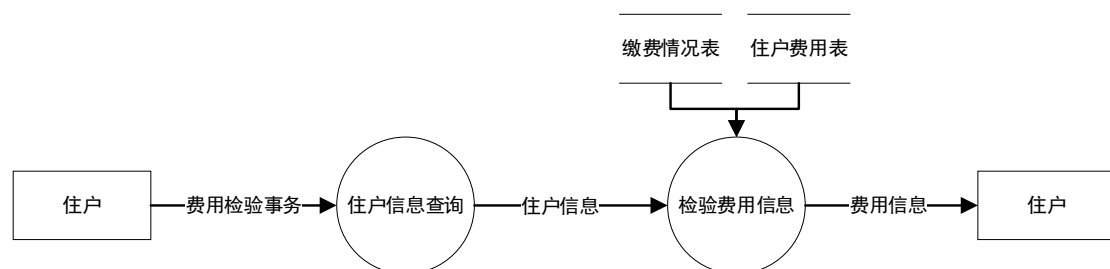 缴费情况表
住户费用表
住户
费用检验事务
住户信息查询
住户信息
检验费用信息
费用信息
住户